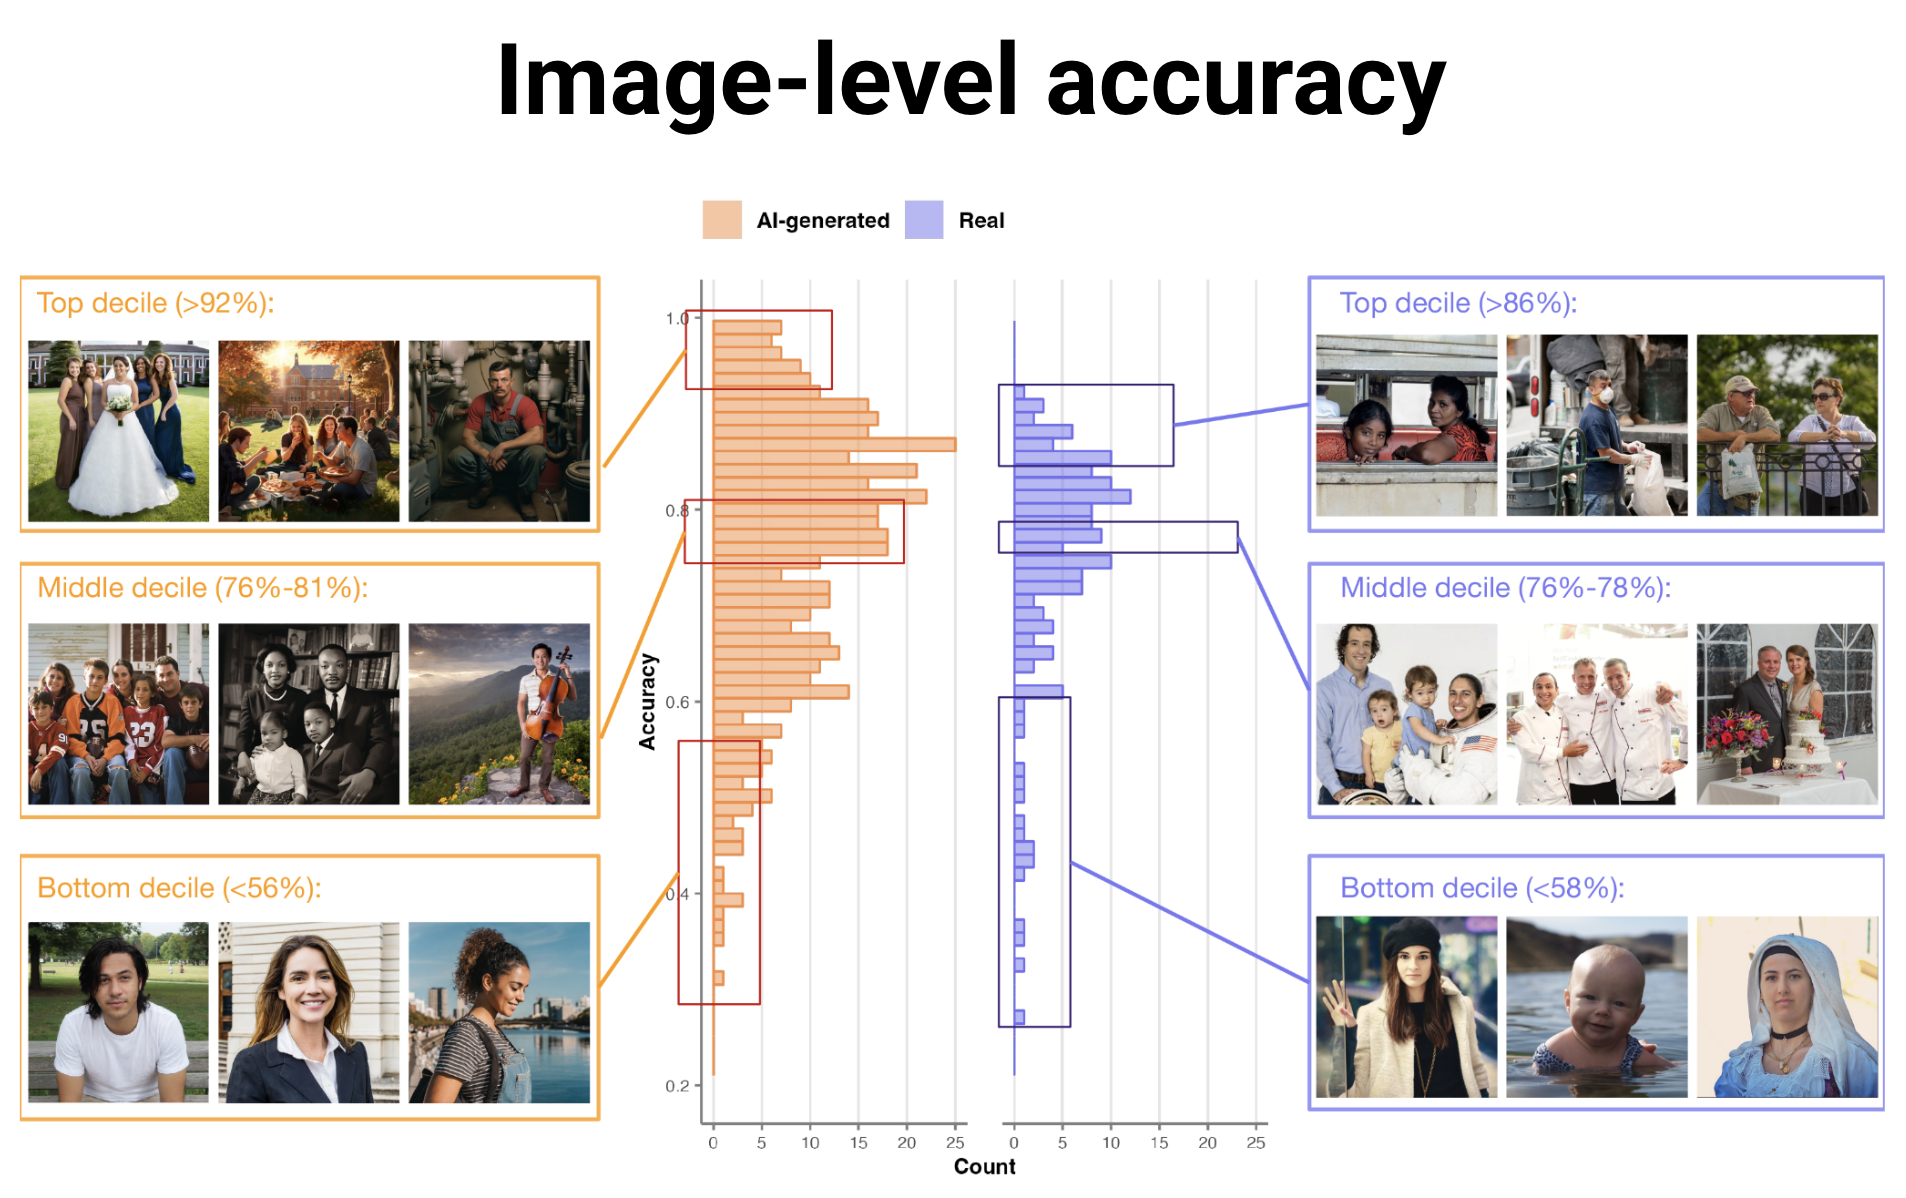 Image-level accuracy
AI-generated
Real
Top decile (>92%):
Middle decile (76%-81%):
Bottom decile (<56%):
Accuracy
1.0
0.8
0.6
0.4
0.2
0 5 10 15 20 25
0 5 10 15 20 25
Count
Top decile (>86%):
Middle decile (76%-78%):
Bottom decile (<58%):
23